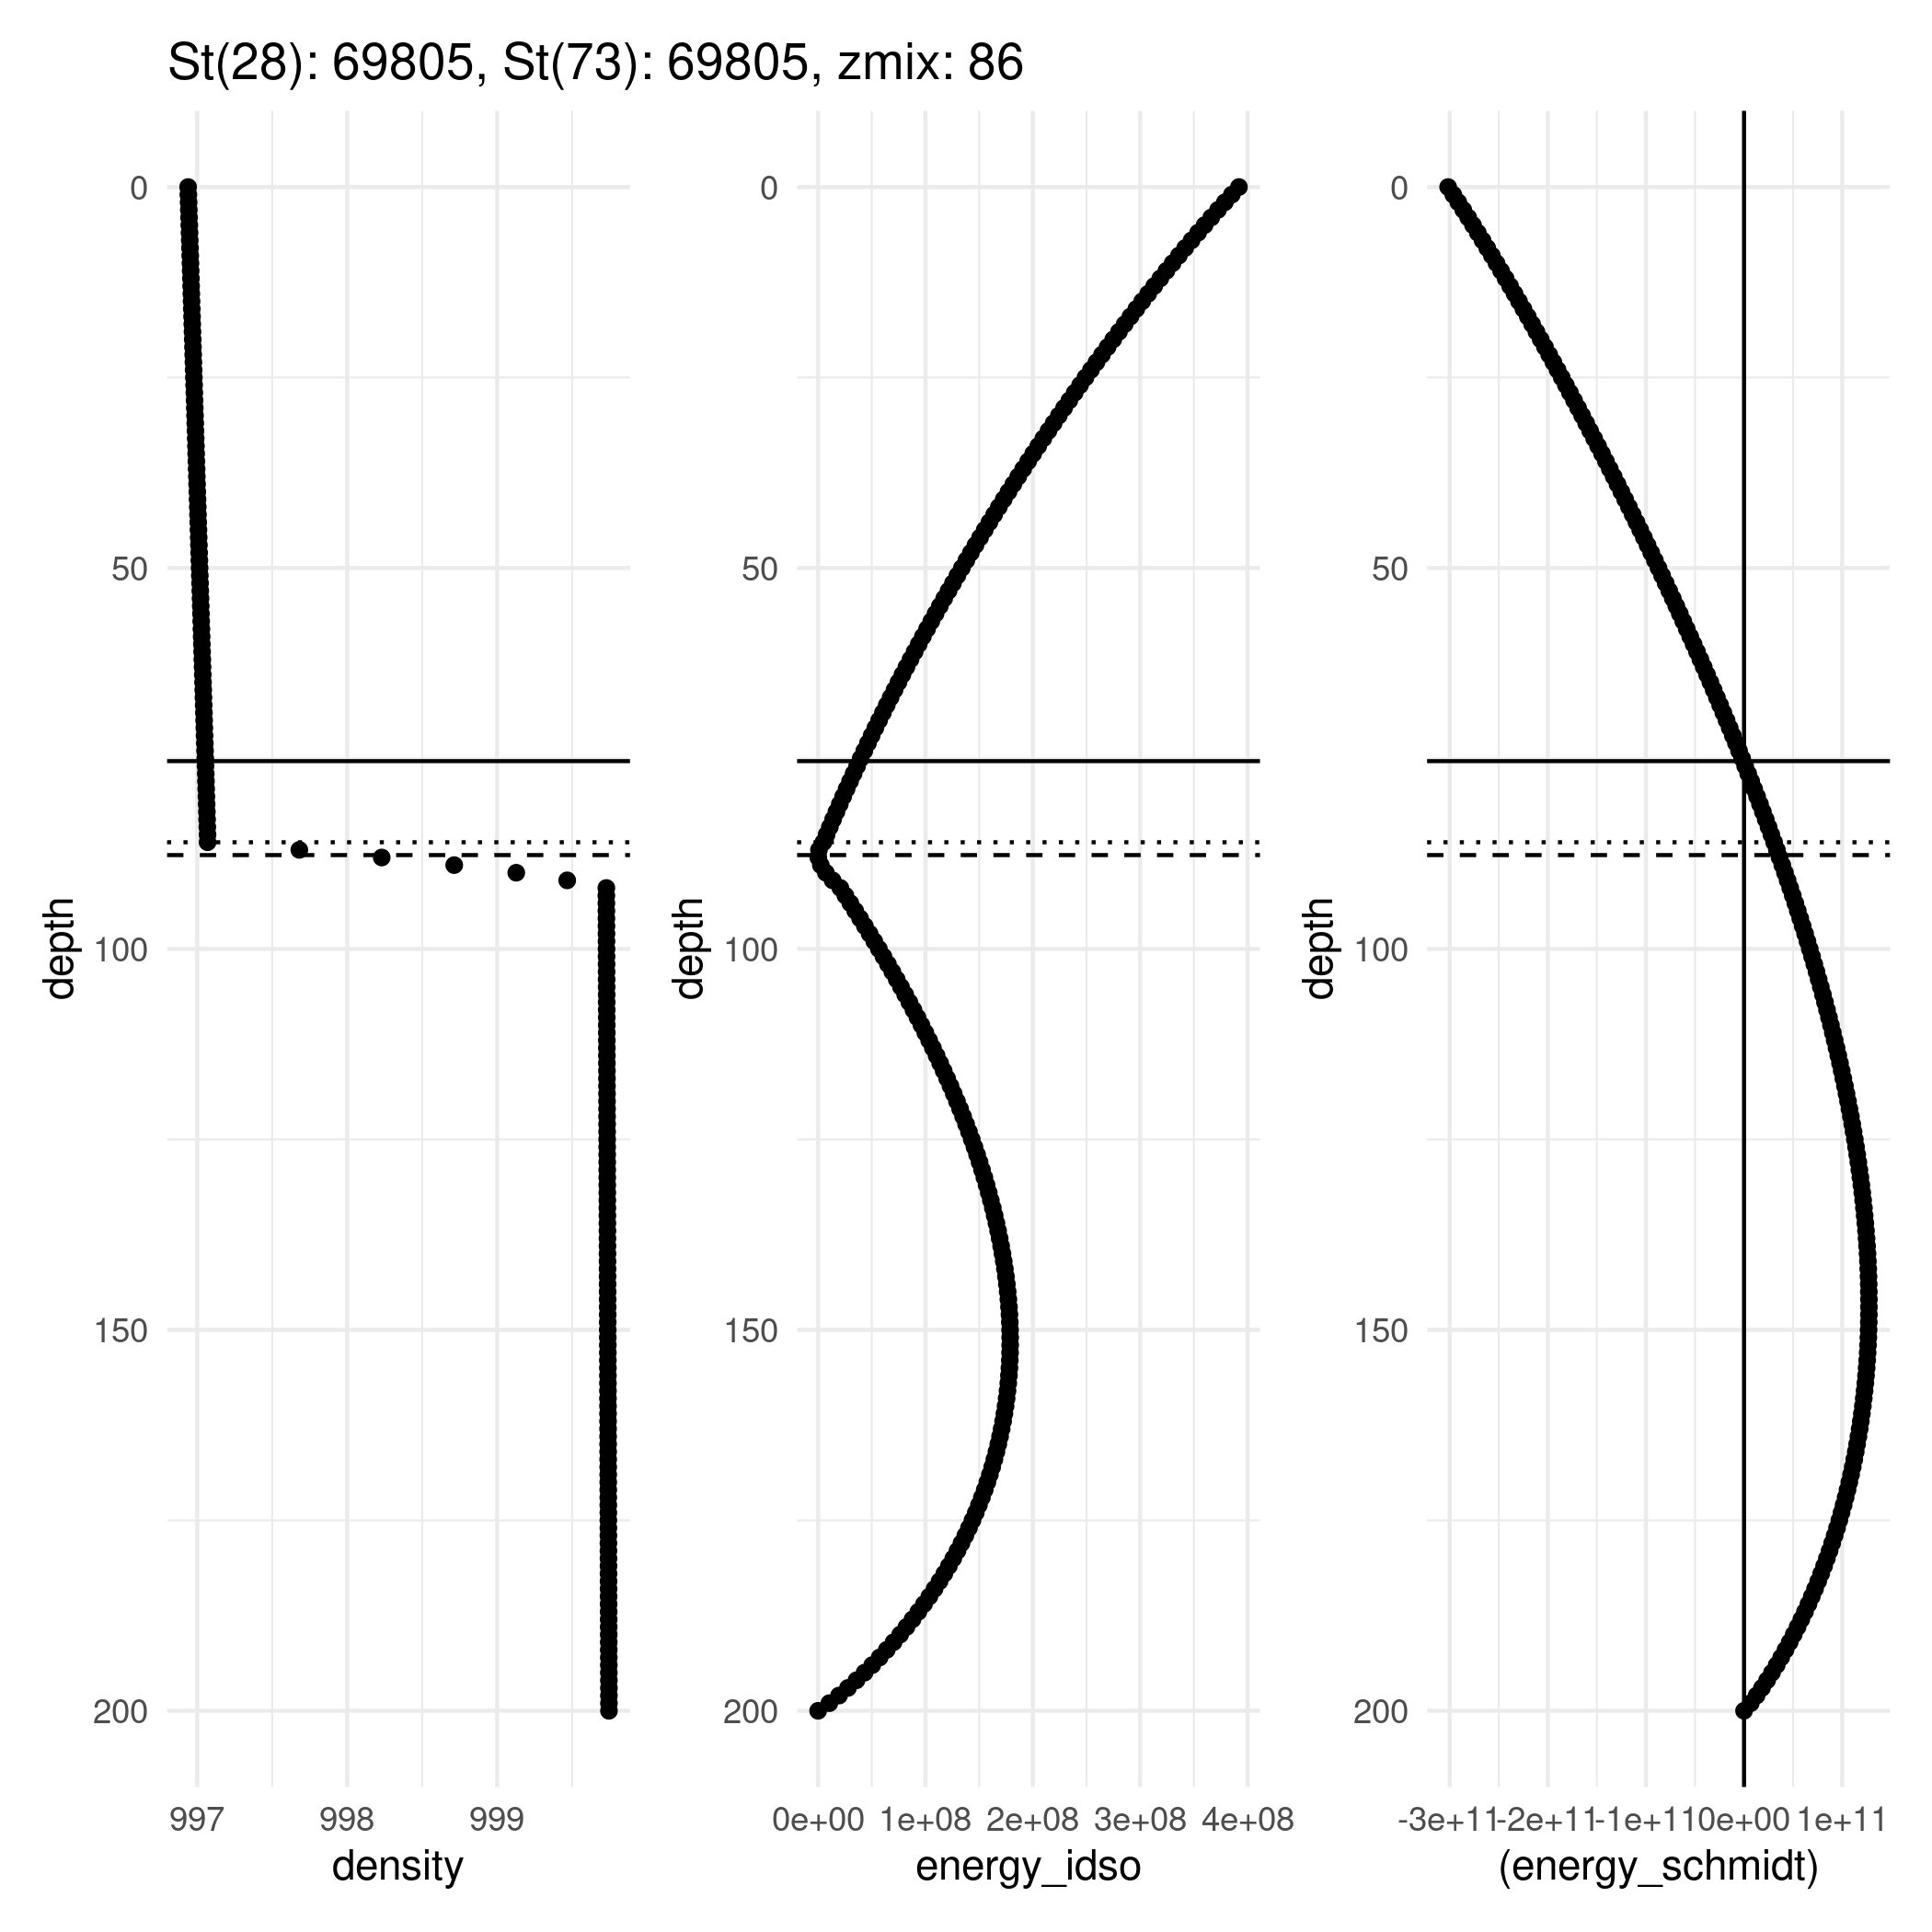 St(28): 69805, St(73): 69805, zmix: 86
0
50
100
150
200
depth
997 998 999
density
0
50
100
150
200
depth
0e+00 1e+08 2e+08 3e+08 4e+08
energy_idso
0
50
100
150
200
depth
-3e+11 -2e+11 -1e+11 0e+00 1e+11
(energy_schmidt)